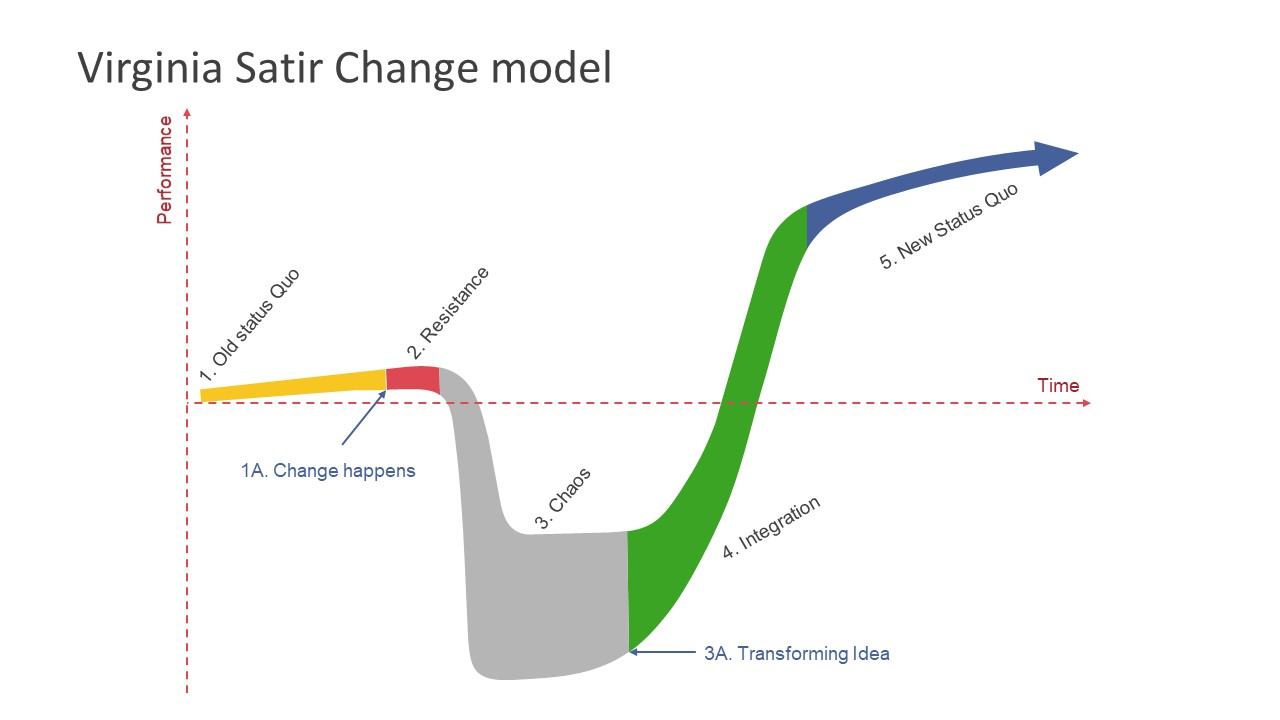 Virginia Satir Change model
Performance
1. Old status Quo
2. Resistance
1A. Change happens
3. Chaos
4. Integration
3A. Transforming Idea
5. New Status Quo
Time